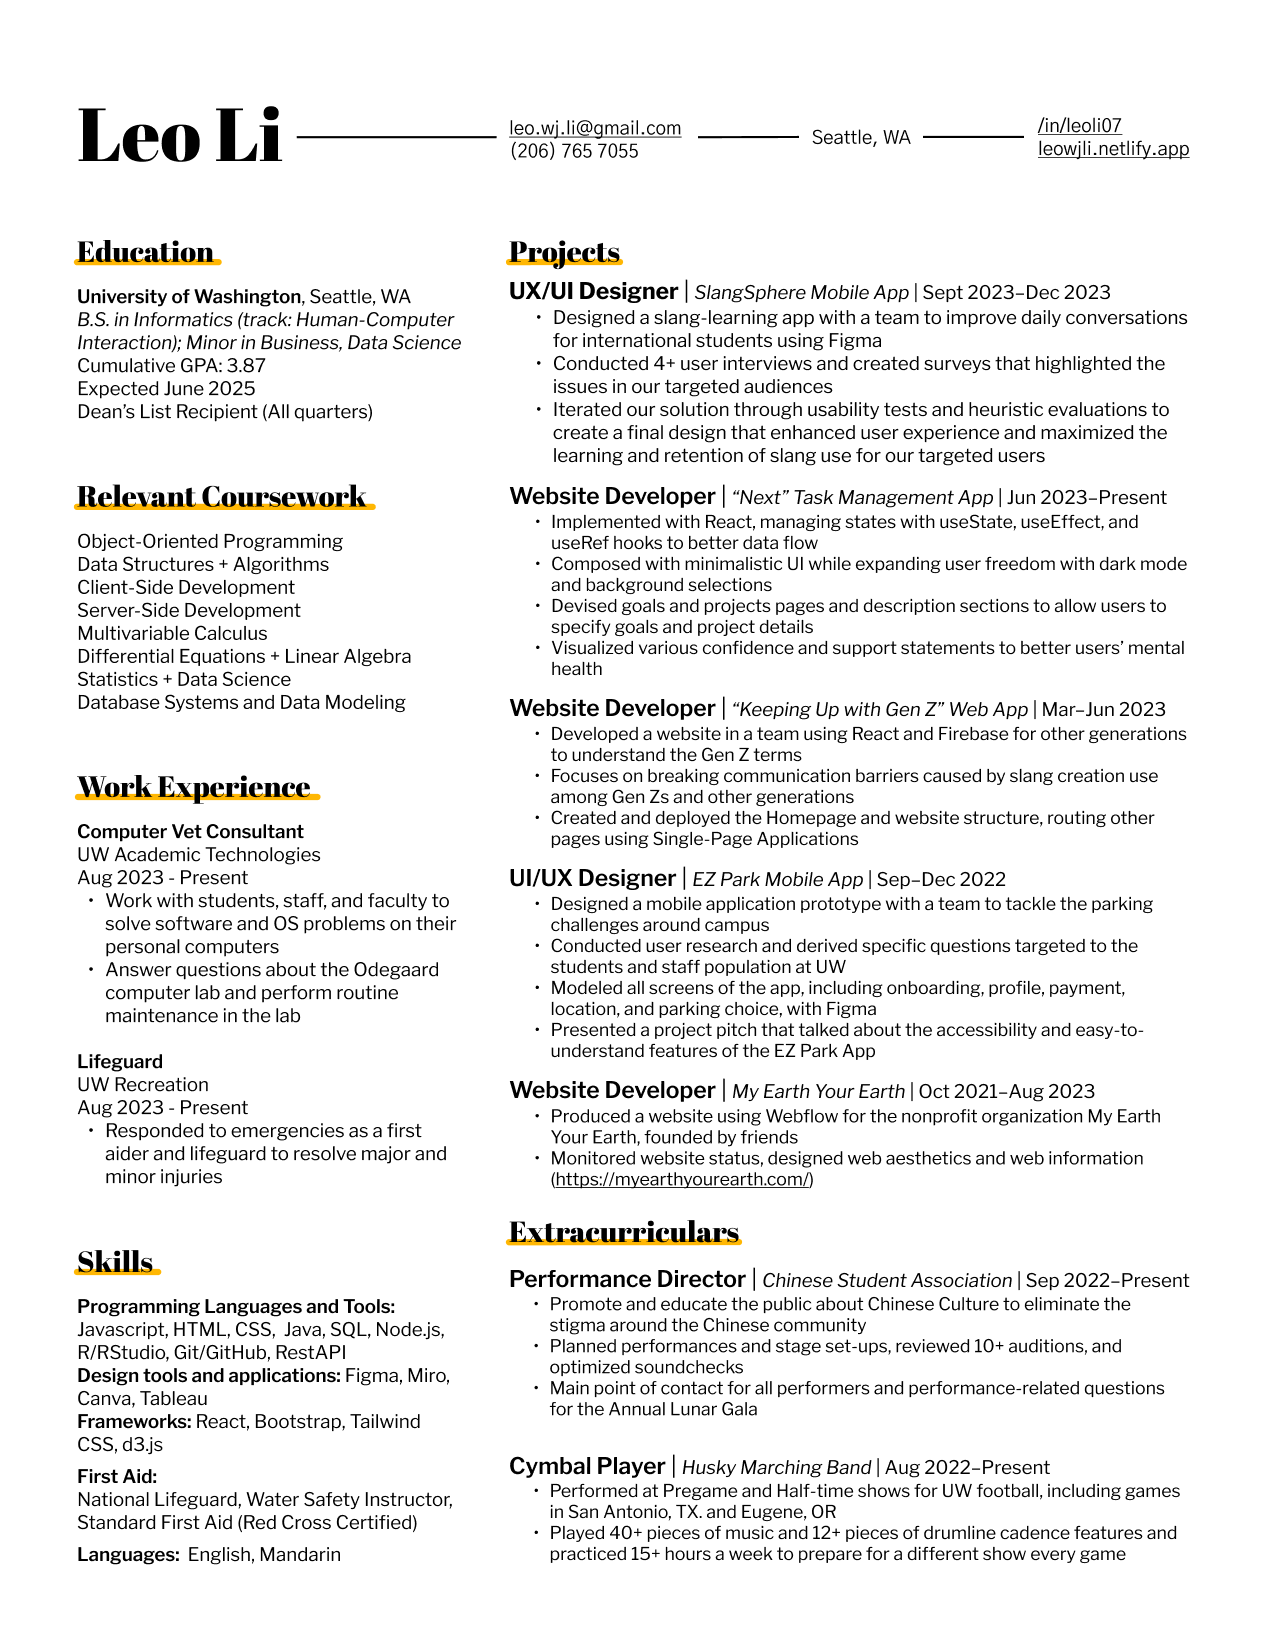 Leo Li
leo.wj.li@gmail.com
(206) 765 7055
Seattle, WA
/in/leoli07
leowjli.netlify.app
Education
University of Washington, Seattle, WA
B.S. in Informatics (track: Human-Computer
Interaction); Minor in Business, Data Science
Cumulative GPA: 3.87
Expected June 2025
Dean’s List Recipient (All quarters)
Relevant Coursework
Object-Oriented Programming
Data Structures + Algorithms
Client-Side Development
Server-Side Development
Multivariable Calculus
Differential Equations + Linear Algebra
Statistics + Data Science
Database Systems and Data Modeling
Work Experience
Computer Vet Consultant
UW Academic Technologies
Aug 2023 - Present
• Work with students, staff, and faculty to
solve software and OS problems on their
personal computers
• Answer questions about the Odegaard
computer lab and perform routine
maintenance in the lab
Lifeguard
UW Recreation
Aug 2023 - Present
• Responded to emergencies as a first
aider and lifeguard to resolve major and
minor injuries
Skills
Programming Languages and Tools:
Javascript, HTML, CSS, Java, SQL, Node.js,
R/RStudio, Git/GitHub, RestAPI
Design tools and applications: Figma, Miro,
Canva, Tableau
Frameworks: React, Bootstrap, Tailwind
CSS, d3.js
First Aid:
National Lifeguard, Water Safety Instructor,
Standard First Aid (Red Cross Certified)
Languages: English, Mandarin
Projects
UX/UI Designer | SlangSphere Mobile App | Sept 2023–Dec 2023
• Designed a slang-learning app with a team to improve daily conversations
for international students using Figma
• Conducted 4+ user interviews and created surveys that highlighted the
issues in our targeted audiences
• Iterated our solution through usability tests and heuristic evaluations to
create a final design that enhanced user experience and maximized the
learning and retention of slang use for our targeted users
Website Developer | “Next” Task Management App | Jun 2023–Present
• Implemented with React, managing states with useState, useEffect, and
useRef hooks to better data flow
• Composed with minimalistic UI while expanding user freedom with dark mode
and background selections
• Devised goals and projects pages and description sections to allow users to
specify goals and project details
• Visualized various confidence and support statements to better users’ mental
health
Website Developer | “Keeping Up with Gen Z” Web App | Mar–Jun 2023
• Developed a website in a team using React and Firebase for other generations
to understand the Gen Z terms
• Focuses on breaking communication barriers caused by slang creation use
among Gen Zs and other generations
• Created and deployed the Homepage and website structure, routing other
pages using Single-Page Applications
UI/UX Designer | EZ Park Mobile App | Sep–Dec 2022
• Designed a mobile application prototype with a team to tackle the parking
challenges around campus
• Conducted user research and derived specific questions targeted to the
students and staff population at UW
• Modeled all screens of the app, including onboarding, profile, payment,
location, and parking choice, with Figma
• Presented a project pitch that talked about the accessibility and easy-to-
understand features of the EZ Park App
Website Developer | My Earth Your Earth | Oct 2021–Aug 2023
• Produced a website using Webflow for the nonprofit organization My Earth
Your Earth, founded by friends
• Monitored website status, designed web aesthetics and web information
(https://myearthyourearth.com/)
Extracurriculars
Performance Director | Chinese Student Association | Sep 2022–Present
• Promote and educate the public about Chinese Culture to eliminate the
stigma around the Chinese community
• Planned performances and stage set-ups, reviewed 10+ auditions, and
optimized soundchecks
• Main point of contact for all performers and performance-related questions
for the Annual Lunar Gala
Cymbal Player | Husky Marching Band | Aug 2022–Present
• Performed at Pregame and Half-time shows for UW football, including games
in San Antonio, TX. and Eugene, OR
• Played 40+ pieces of music and 12+ pieces of drumline cadence features and
practiced 15+ hours a week to prepare for a different show every game